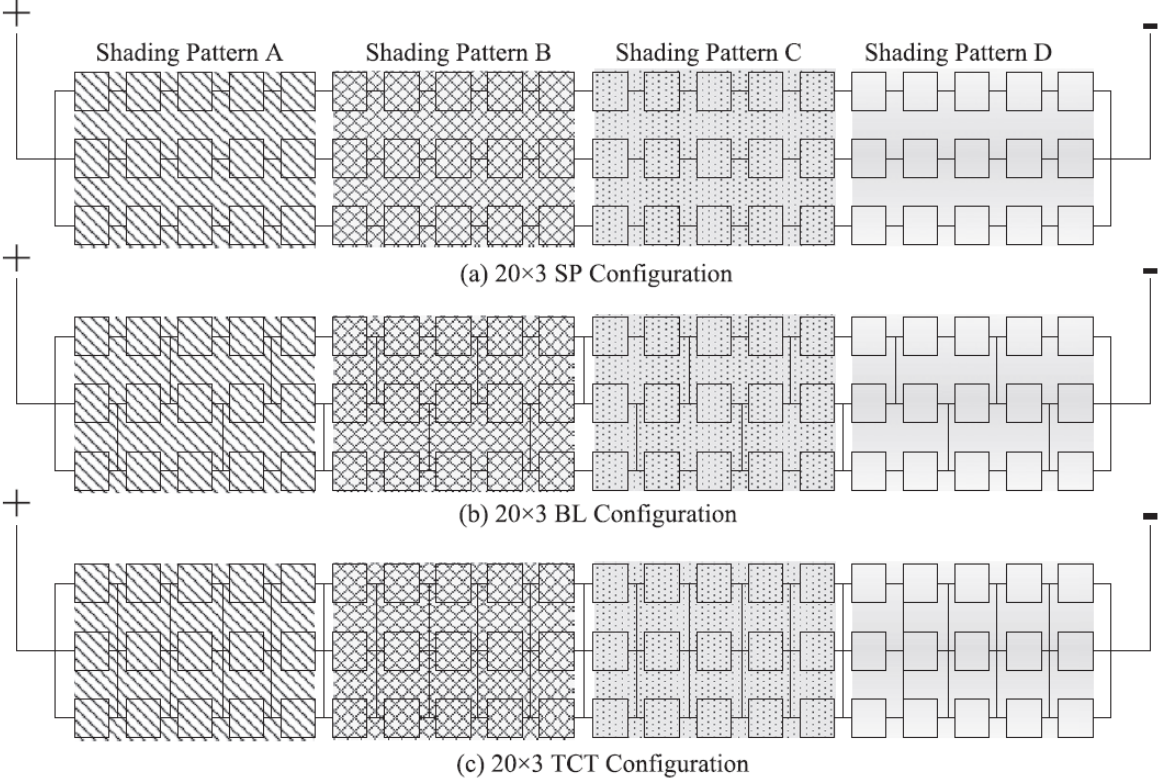 +
-
Shading Pattern A Shading Pattern B Shading Pattern C Shading Pattern D
(a) 20×3 SP Configuration
+
-
(b) 20×3 BL Configuration
+
-
(c) 20×3 TCT Configuration